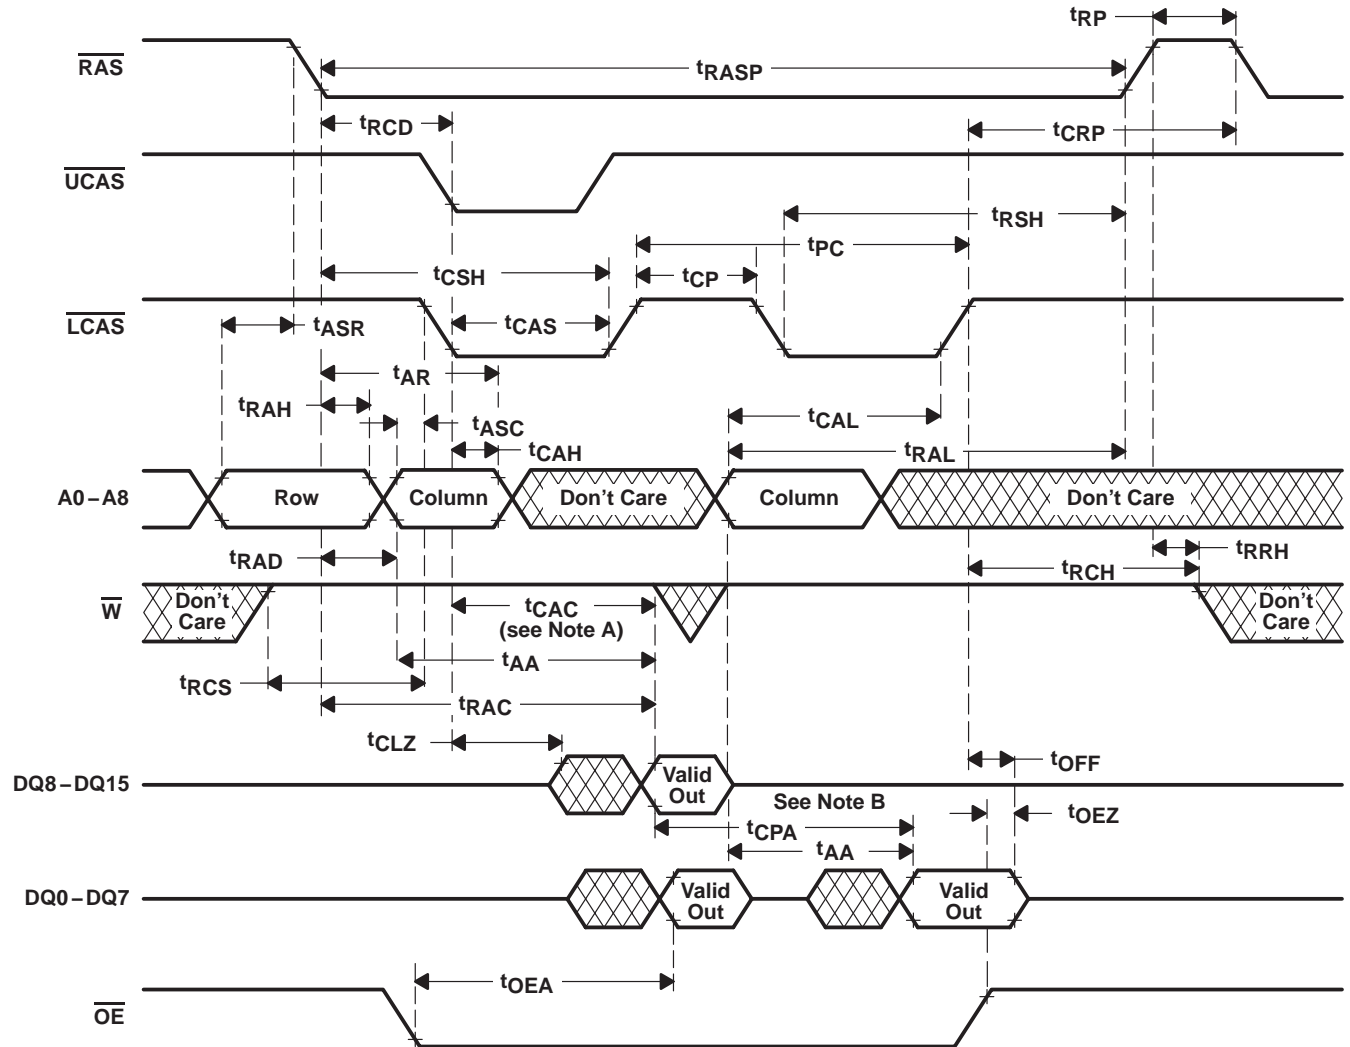 tRP
RAS
tRASP
tRCD
tCRP
UCAS
tRSH
tPC
tCSH
tCP
LCAS
tASR
tCAS
tAR
tRAH
tASC
tCAL
tCAH
tRAL
A0–A8
Row
Column
Don't Care
Column
Don't Care
tRAD
tRRH
tRCH
W
Don't
Care
tCAC
(see Note A)
Don't
Care
tAA
tRCS
tRAC
tCLZ
tOFF
DQ8–DQ15
Valid
Out
See Note B
tOEZ
tCPA
tAA
DQ0–DQ7
Valid
Out
Valid
Out
tOEA
OE